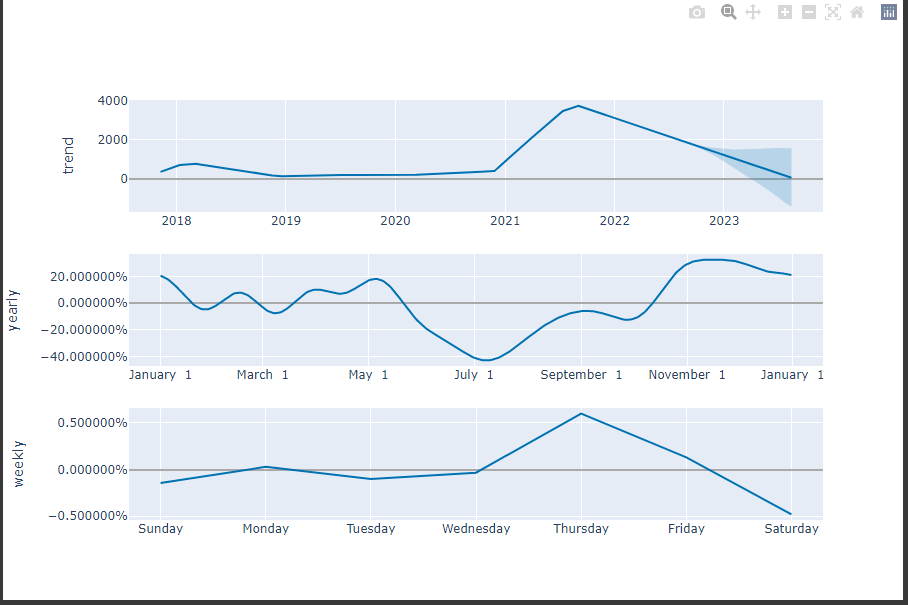 4000
2000
0
trend
2018 2019 2020 2021 2022 2023
20.000000%
0.000000%
−20.000000%
−40.000000%
yearly
January 1 March 1 May 1 July 1 September 1 November 1 January 1
0.500000%
0.000000%
−0.500000%
weekly
Sunday Monday Tuesday Wednesday Thursday Friday Saturday